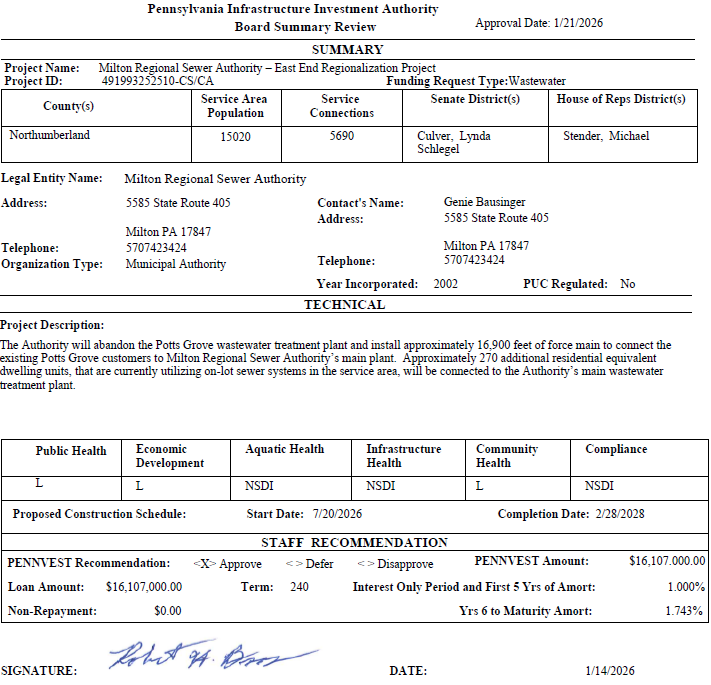 Pennsylvania Infrastructure Investment Authority
Board Summary Review
Approval Date: 1/21/2026
SUMMARY
Project Name: Milton Regional Sewer Authority – East End Regionalization Project
Project ID: 491993252510-CS/CA Funding Request Type:Wastewater
County(s) Service Area Population Service Connections Senate District(s) House of Reps District(s)
Northumberland 15020 5690 Culver, Lynda Schlegel Stender, Michael
Legal Entity Name: Milton Regional Sewer Authority
Address: 5585 State Route 405 Contact's Name: Genie Bausinger
Address: 5585 State Route 405
Milton PA 17847 Milton PA 17847
Telephone: 5707423424 Telephone: 5707423424
Organization Type: Municipal Authority
Year Incorporated: 2002 PUC Regulated: No
TECHNICAL
Project Description:
The Authority will abandon the Potts Grove wastewater treatment plant and install approximately 16,900 feet of force main to connect the
existing Potts Grove customers to Milton Regional Sewer Authority's main plant. Approximately 270 additional residential equivalent
dwelling units, that are currently utilizing on-lot sewer systems in the service area, will be connected to the Authority's main wastewater
treatment plant.
Public Health Economic Development Aquatic Health Infrastructure Health Community Health Compliance
L L NSDI NSDI L NSDI
Proposed Construction Schedule: Start Date: 7/20/2026 Completion Date: 2/28/2028
STAFF RECOMMENDATION
PENNVEST Recommendation: <X> Approve < > Defer < > Disapprove PENNVEST Amount: $16,107.000.00
Loan Amount: $16,107,000.00 Term: 240 Interest Only Period and First 5 Yrs of Amort: 1.000%
Non-Repayment: $0.00 Yrs 6 to Maturity Amort: 1.743%
SIGNATURE: DATE: 1/14/2026